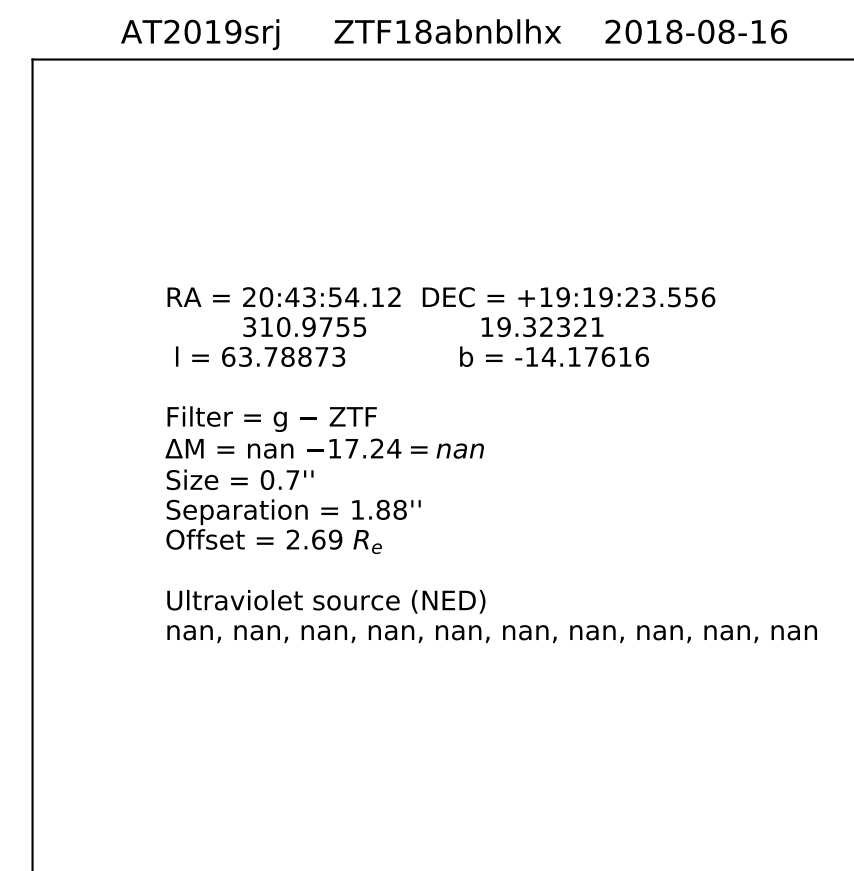 AT2019srj ZTF18abnblhx 2018-08-16
RA = 20:43:54.12 DEC = +19:19:23.556
310.9755 19.32321
l = 63.78873 b = -14.17616
Filter = g − ZTF
ΔM = nan −17.24 = nan
Size = 0.7''
Separation = 1.88''
Offset = 2.69 Re
Ultraviolet source (NED)
nan, nan, nan, nan, nan, nan, nan, nan, nan, nan